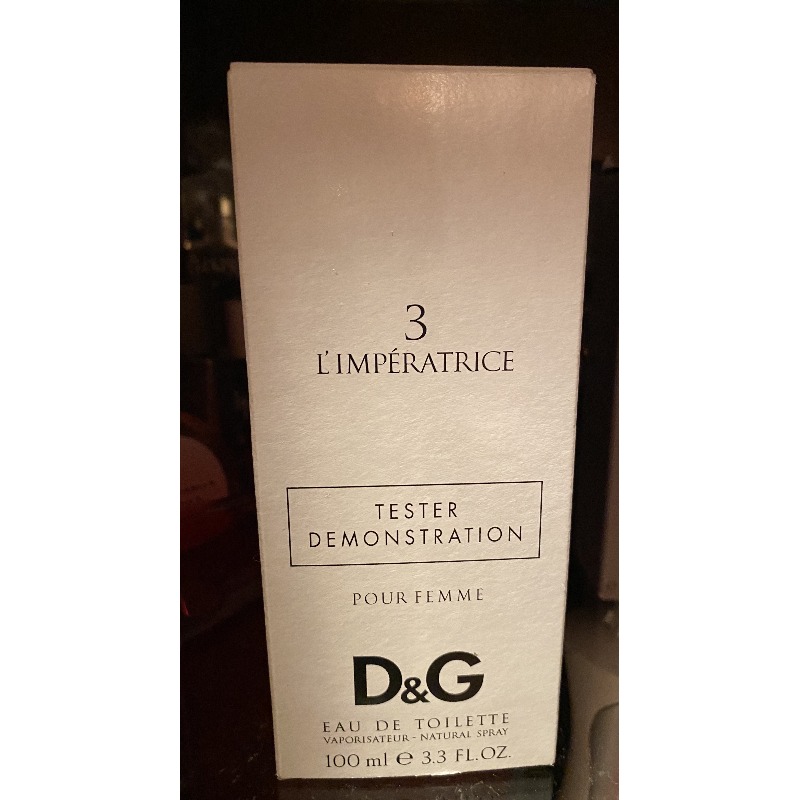 3
L'IMPÉRATRICE
TESTER
DEMONSTRATION
POUR FEMME
D&G
EAU DE TOILETTE
VAPORISATEUR - NATURAL SPRAY
100 ml ℮ 3.3 FL.OZ.